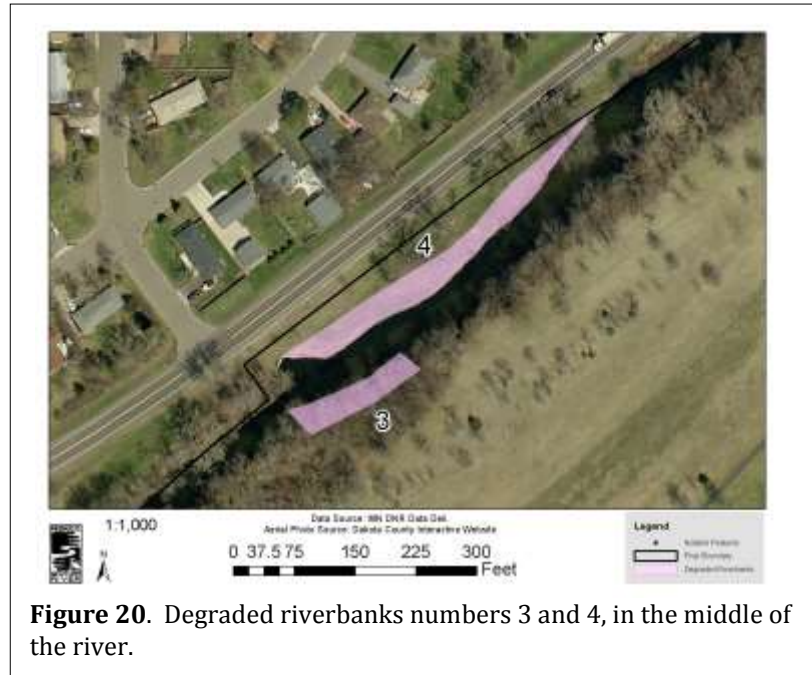 4
3
1:1,000
N
Data Source: MN DNR Data Deli
Aerial Photo Source: Dakota County Interactive Website
0 37.5 75 150 225 300
Feet
Legend
Notable Features
Degraded Riverbanks
Figure 20. Degraded riverbanks numbers 3 and 4, in the middle of
the river.